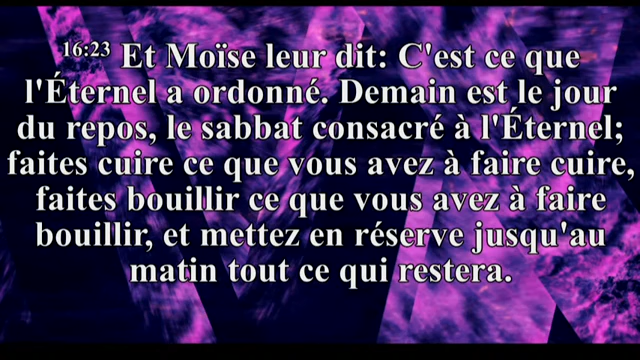 16:23 Et Moïse leur dit: C'est ce que
l'Éternel a ordonné. Demain est le jour
du repos, le sabbat consacré à l'Éternel;
faites cuire ce que vous avez à faire cuire,
faites bouillir ce que vous avez à faire
bouillir, et mettez en réserve jusqu'au
matin tout ce qui restera.